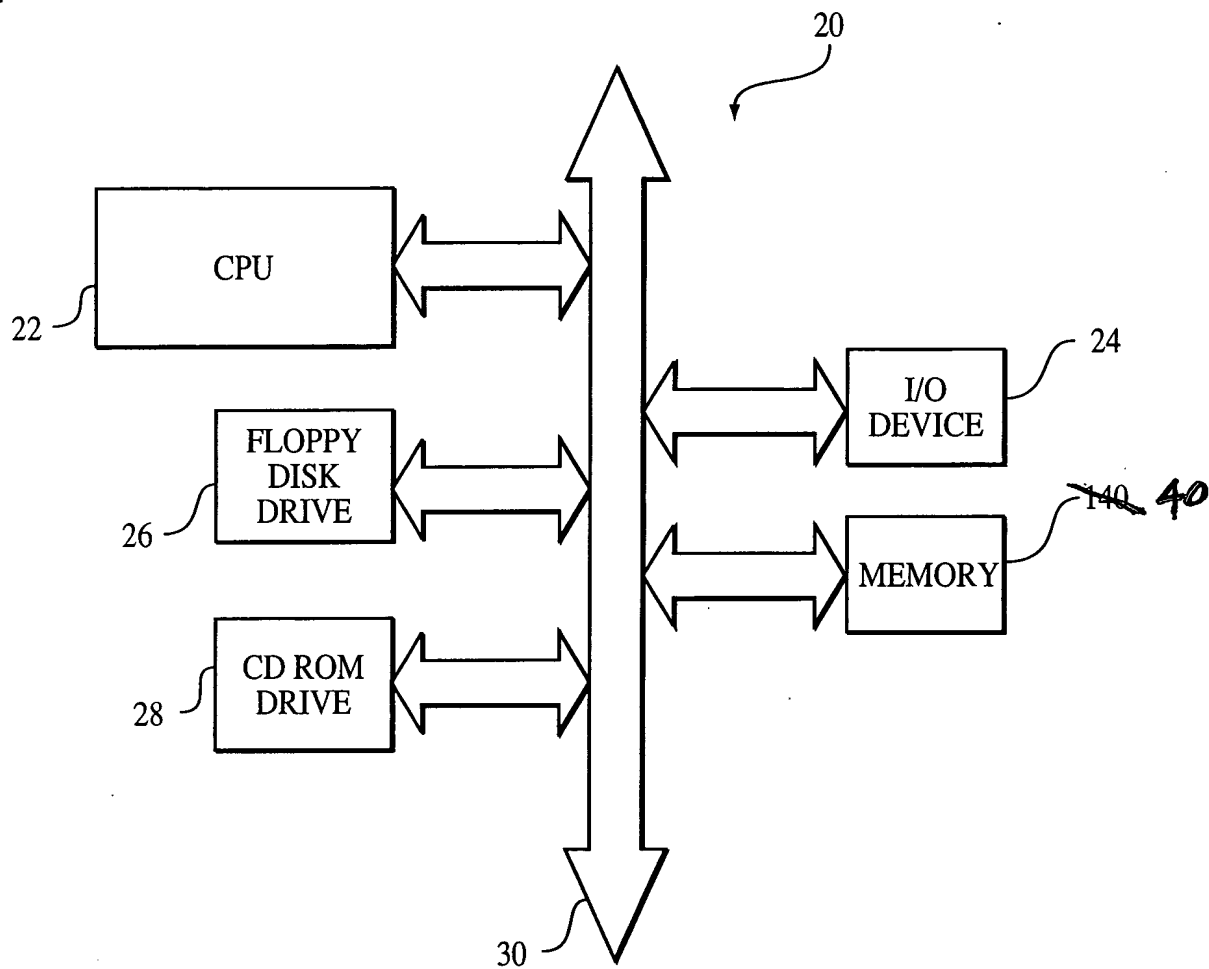 20
CPU
22
24
I/O
DEVICE
FLOPPY
DISK
DRIVE
26
140 40
MEMORY
CD ROM
DRIVE
28
30